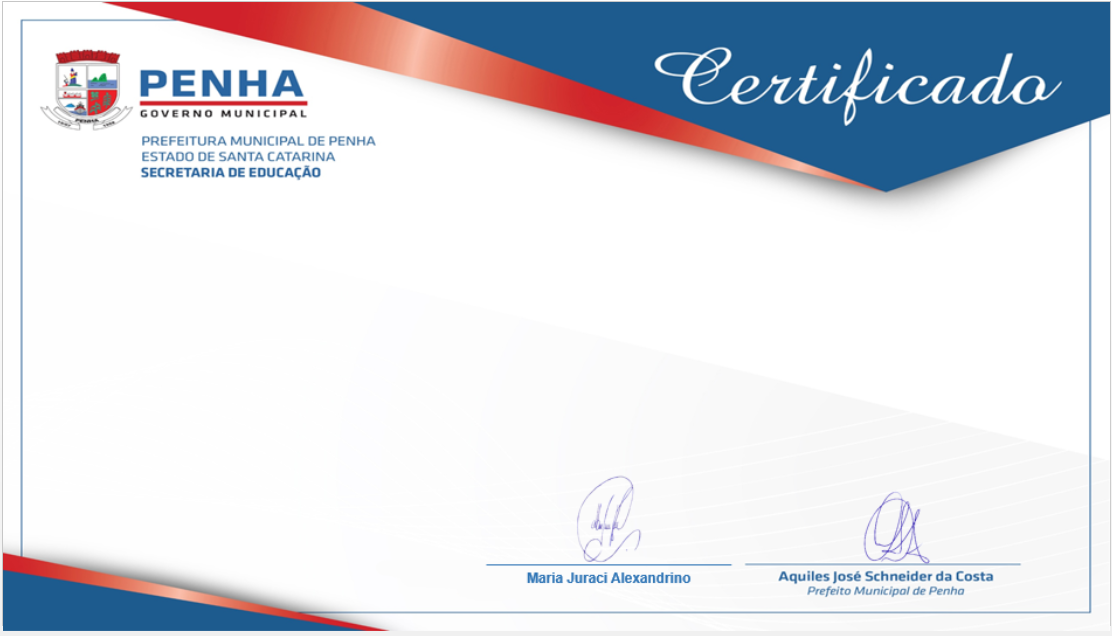 Certificado
PENHA
GOVERNO MUNICIPAL
PREFEITURA MUNICIPAL DE PENHA
ESTADO DE SANTA CATARINA
SECRETARIA DE EDUCAÇÃO
PENHA
Maria Juraci Alexandrino
Aquiles José Schneider da Costa
Prefeito Municipal de Penha